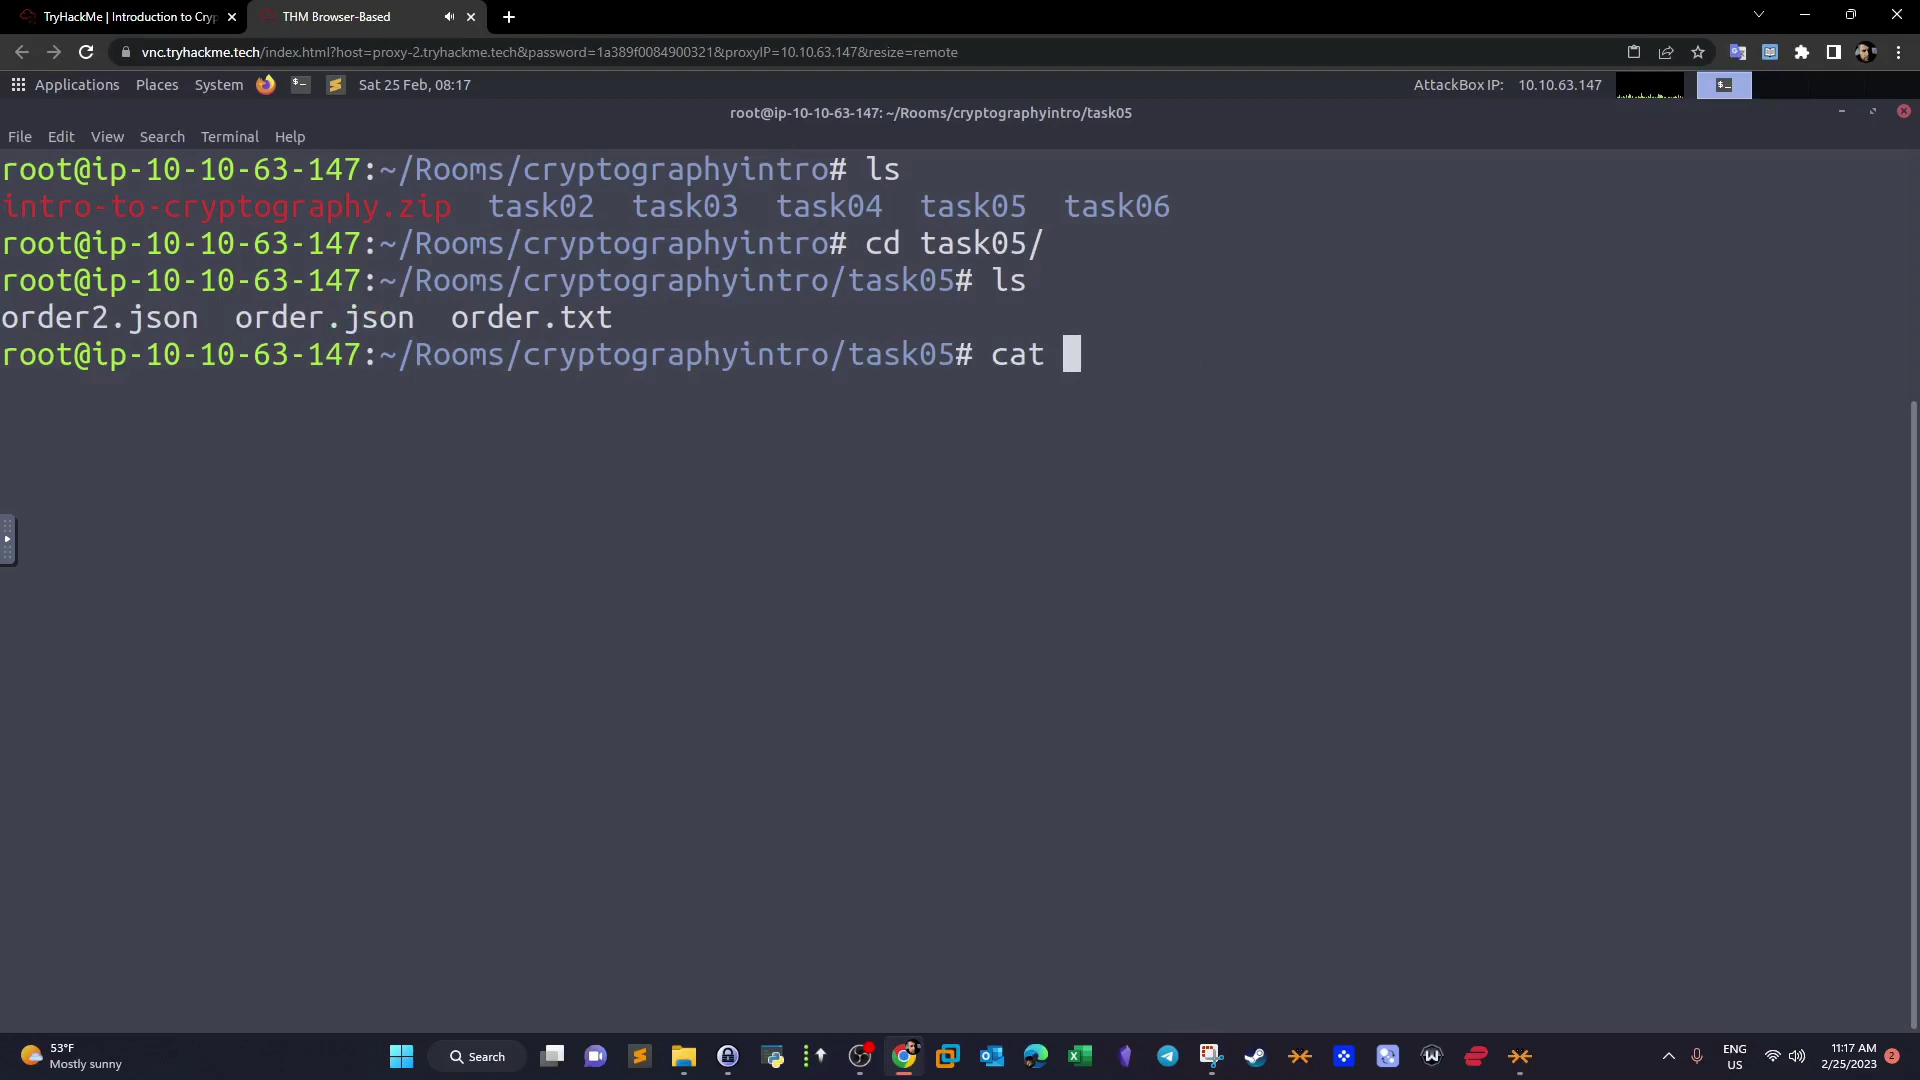 TryHackMe | Introduction to Cryp
THM Browser-Based
vnc.tryhackme.tech/index.html?host=proxy-2.tryhackme.tech&password=1a389f0084900321&proxyIP=10.10.63.147&resize=remote
Applications Places System Sat 25 Feb, 08:17 AttackBox IP: 10.10.63.147
root@ip-10-10-63-147: ~/Rooms/cryptographyintro/task05
File Edit View Search Terminal Help
root@ip-10-10-63-147:~/Rooms/cryptographyintro# ls
intro-to-cryptography.zip task02 task03 task04 task05 task06
root@ip-10-10-63-147:~/Rooms/cryptographyintro# cd task05/
root@ip-10-10-63-147:~/Rooms/cryptographyintro/task05# ls
order2.json order.json order.txt
root@ip-10-10-63-147:~/Rooms/cryptographyintro/task05# cat
53°F
Mostly sunny
Search
ENG
US
11:17 AM
2/25/2023
2